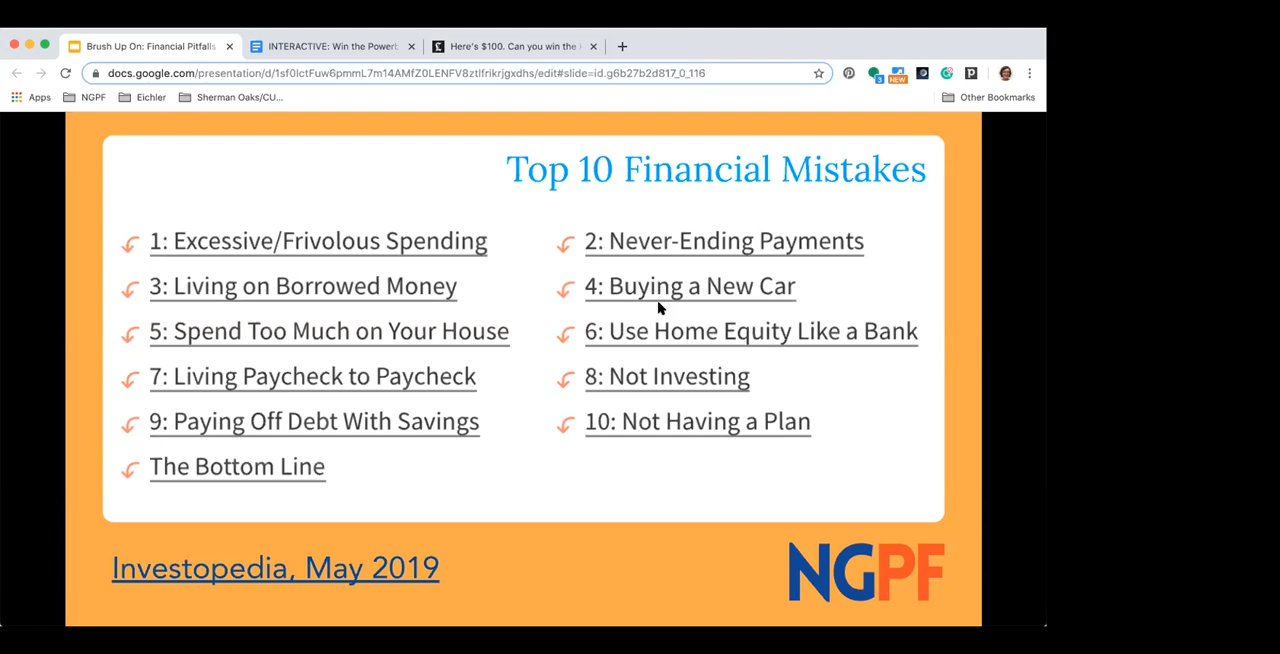 Brush Up On: Financial Pitfalls
INTERACTIVE: Win the Powerb
Here's $100. Can you win the
docs.google.com/presentation/d/1sf0IctFuw6pmmL7m14AMfZ0LENFV8ztlfrikrjgxdhs/edit#slide=id.g6b27b2d817_0_116
3
NEW
Apps
NGPF
Eichler
Sherman Oaks/CU...
Other Bookmarks
Top 10 Financial Mistakes
1: Excessive/Frivolous Spending
2: Never-Ending Payments
3: Living on Borrowed Money
4: Buying a New Car
5: Spend Too Much on Your House
6: Use Home Equity Like a Bank
7: Living Paycheck to Paycheck
8: Not Investing
9: Paying Off Debt With Savings
10: Not Having a Plan
The Bottom Line
Investopedia, May 2019
NGPF